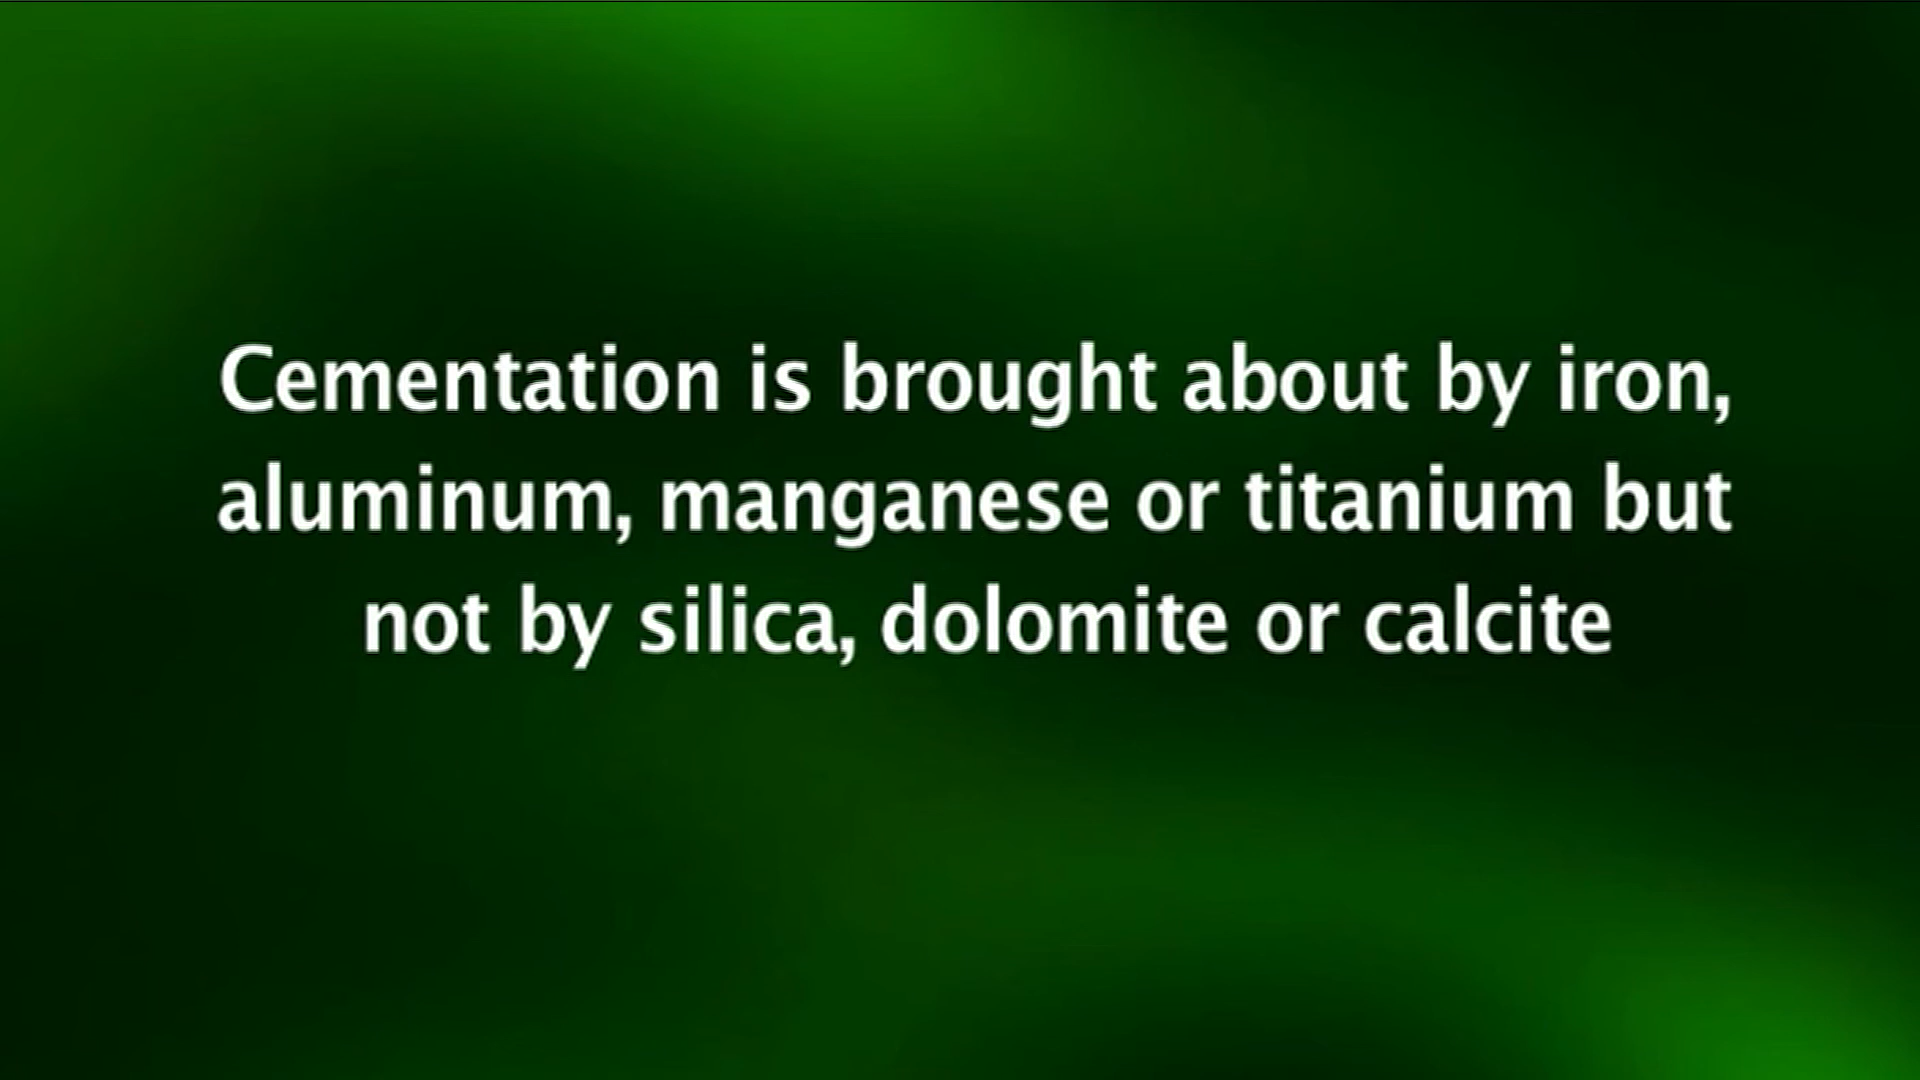 Cementation is brought about by iron,
aluminum, manganese or titanium but
not by silica, dolomite or calcite